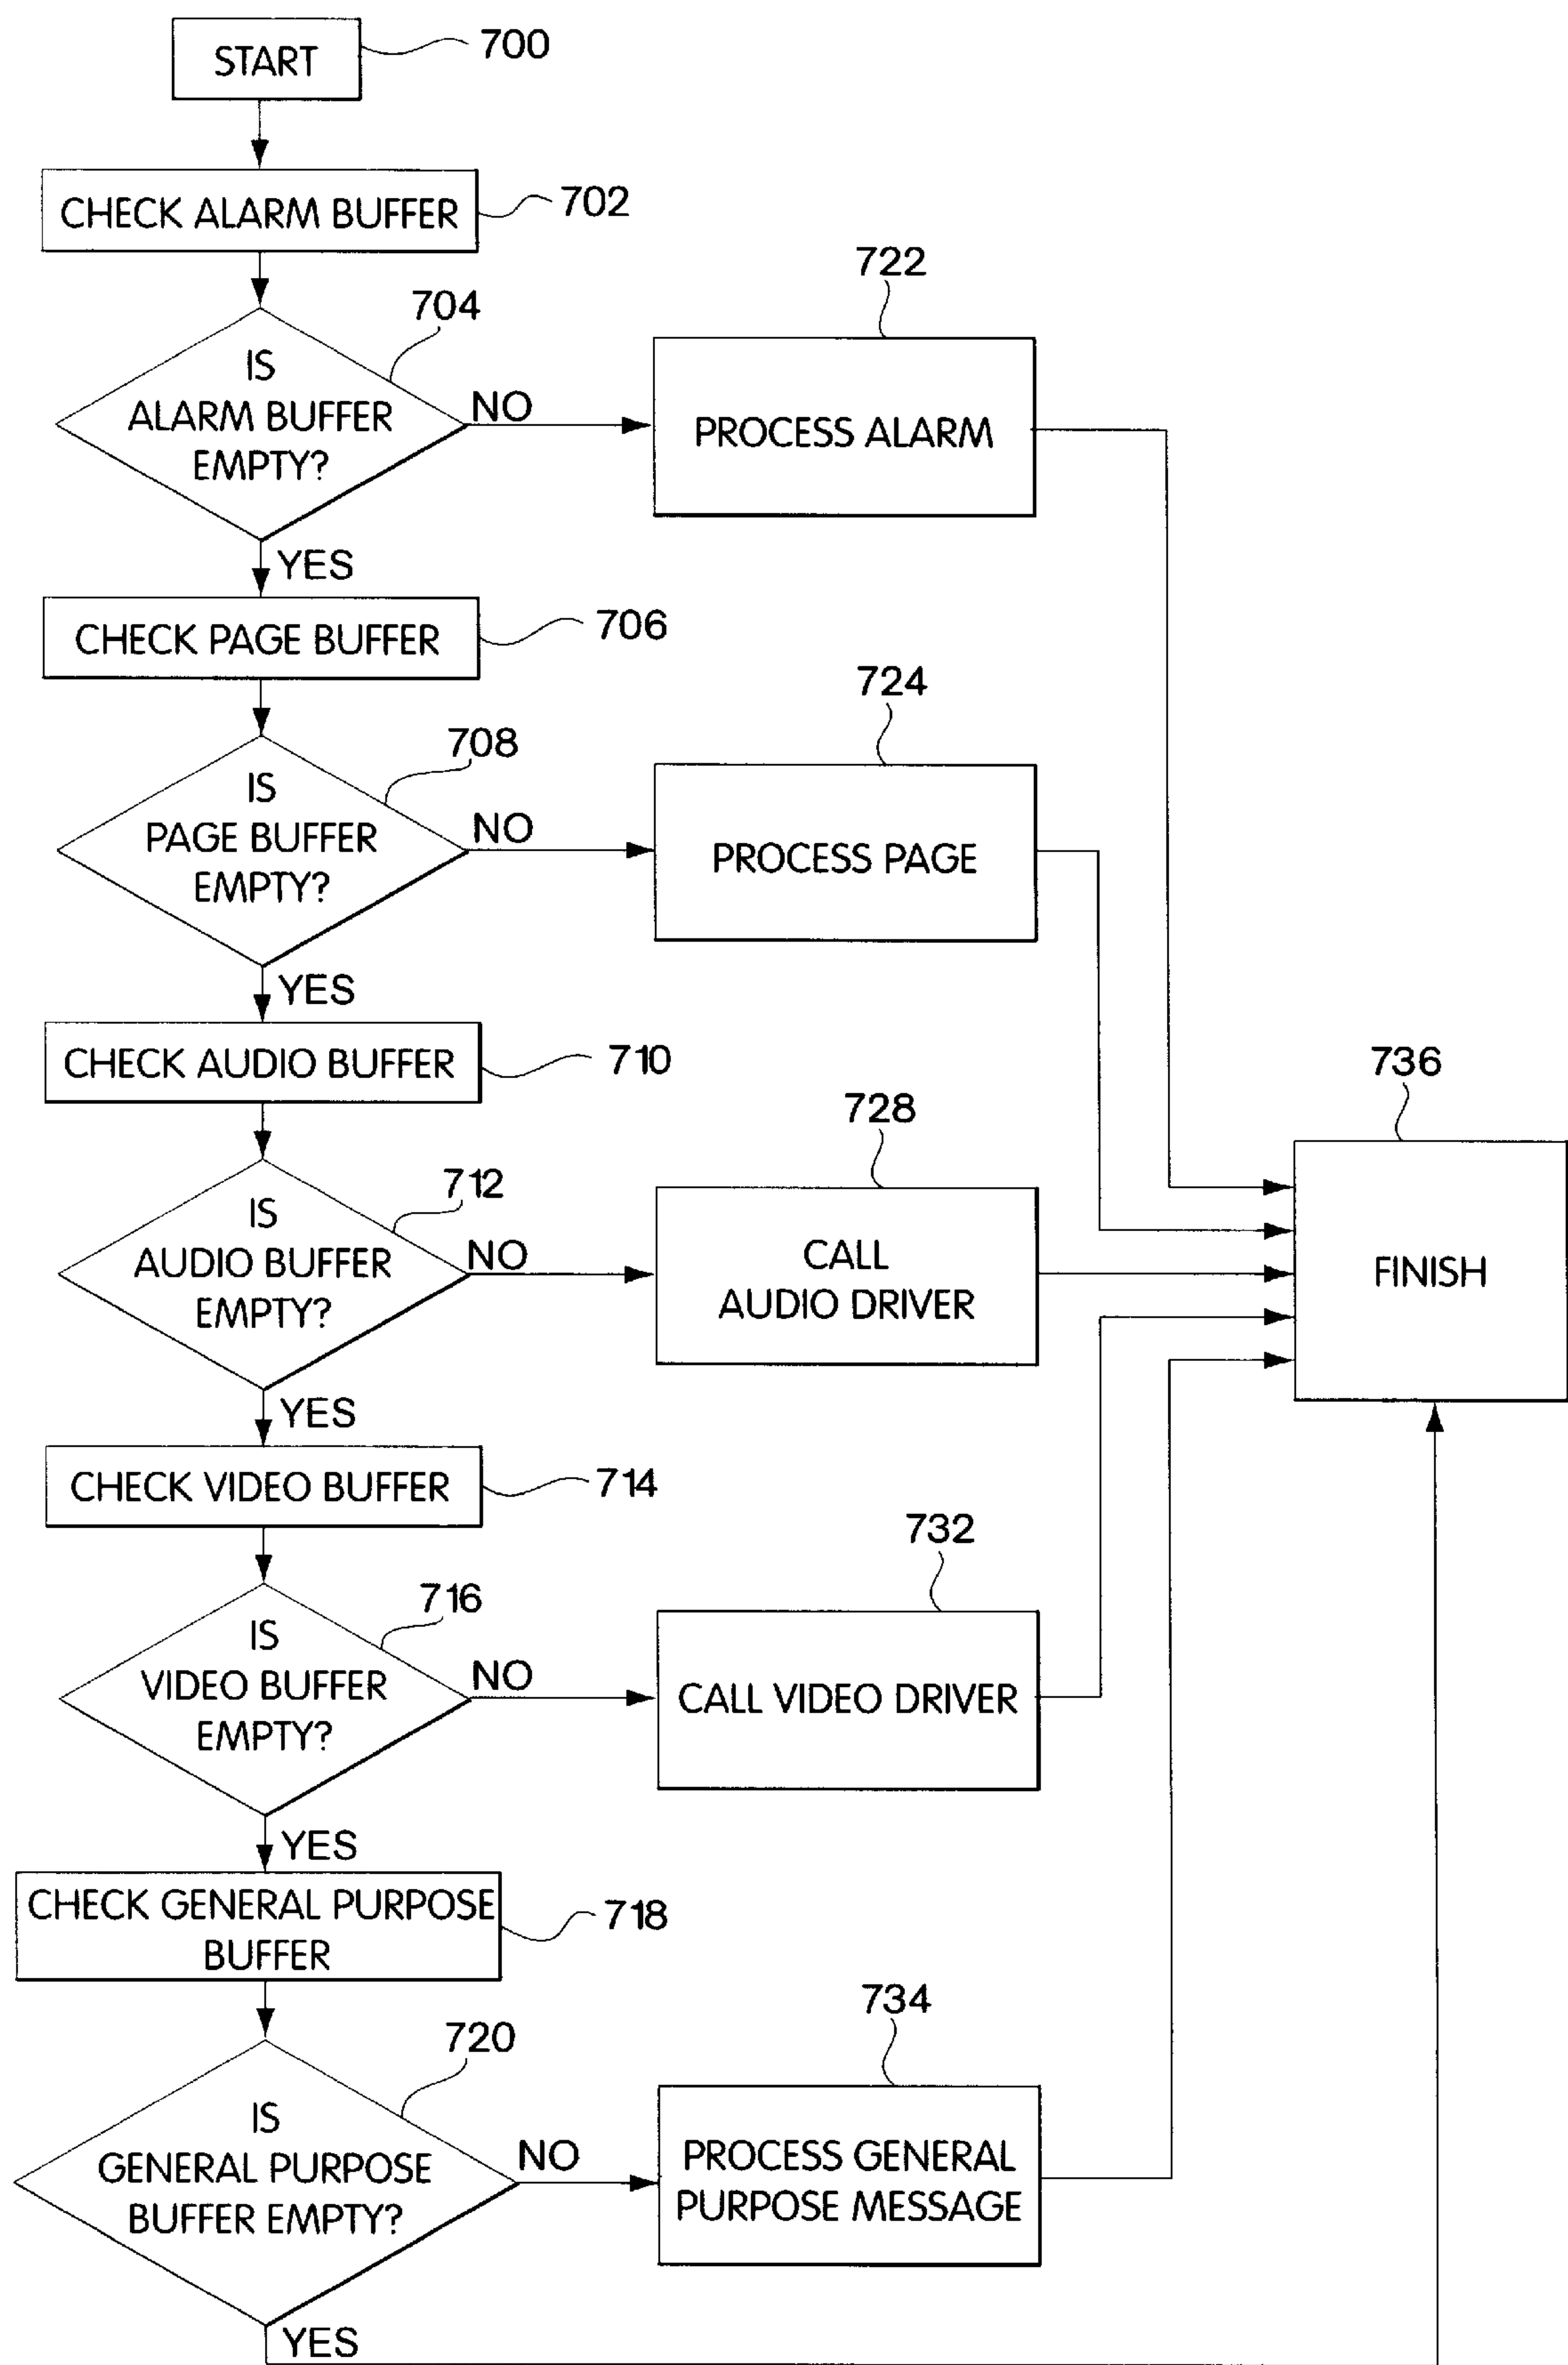 START
700
CHECK ALARM BUFFER
702
704
722
IS
ALARM BUFFER
EMPTY?
NO
PROCESS ALARM
YES
CHECK PAGE BUFFER
706
708
724
IS
PAGE BUFFER
EMPTY?
NO
PROCESS PAGE
YES
CHECK AUDIO BUFFER
710
736
712
728
IS
AUDIO BUFFER
EMPTY?
NO
CALL
AUDIO DRIVER
FINISH
YES
CHECK VIDEO BUFFER
714
716
732
IS
VIDEO BUFFER
EMPTY?
NO
CALL VIDEO DRIVER
YES
CHECK GENERAL PURPOSE
BUFFER
718
720
734
IS
GENERAL PURPOSE
BUFFER EMPTY?
NO
PROCESS GENERAL
PURPOSE MESSAGE
YES